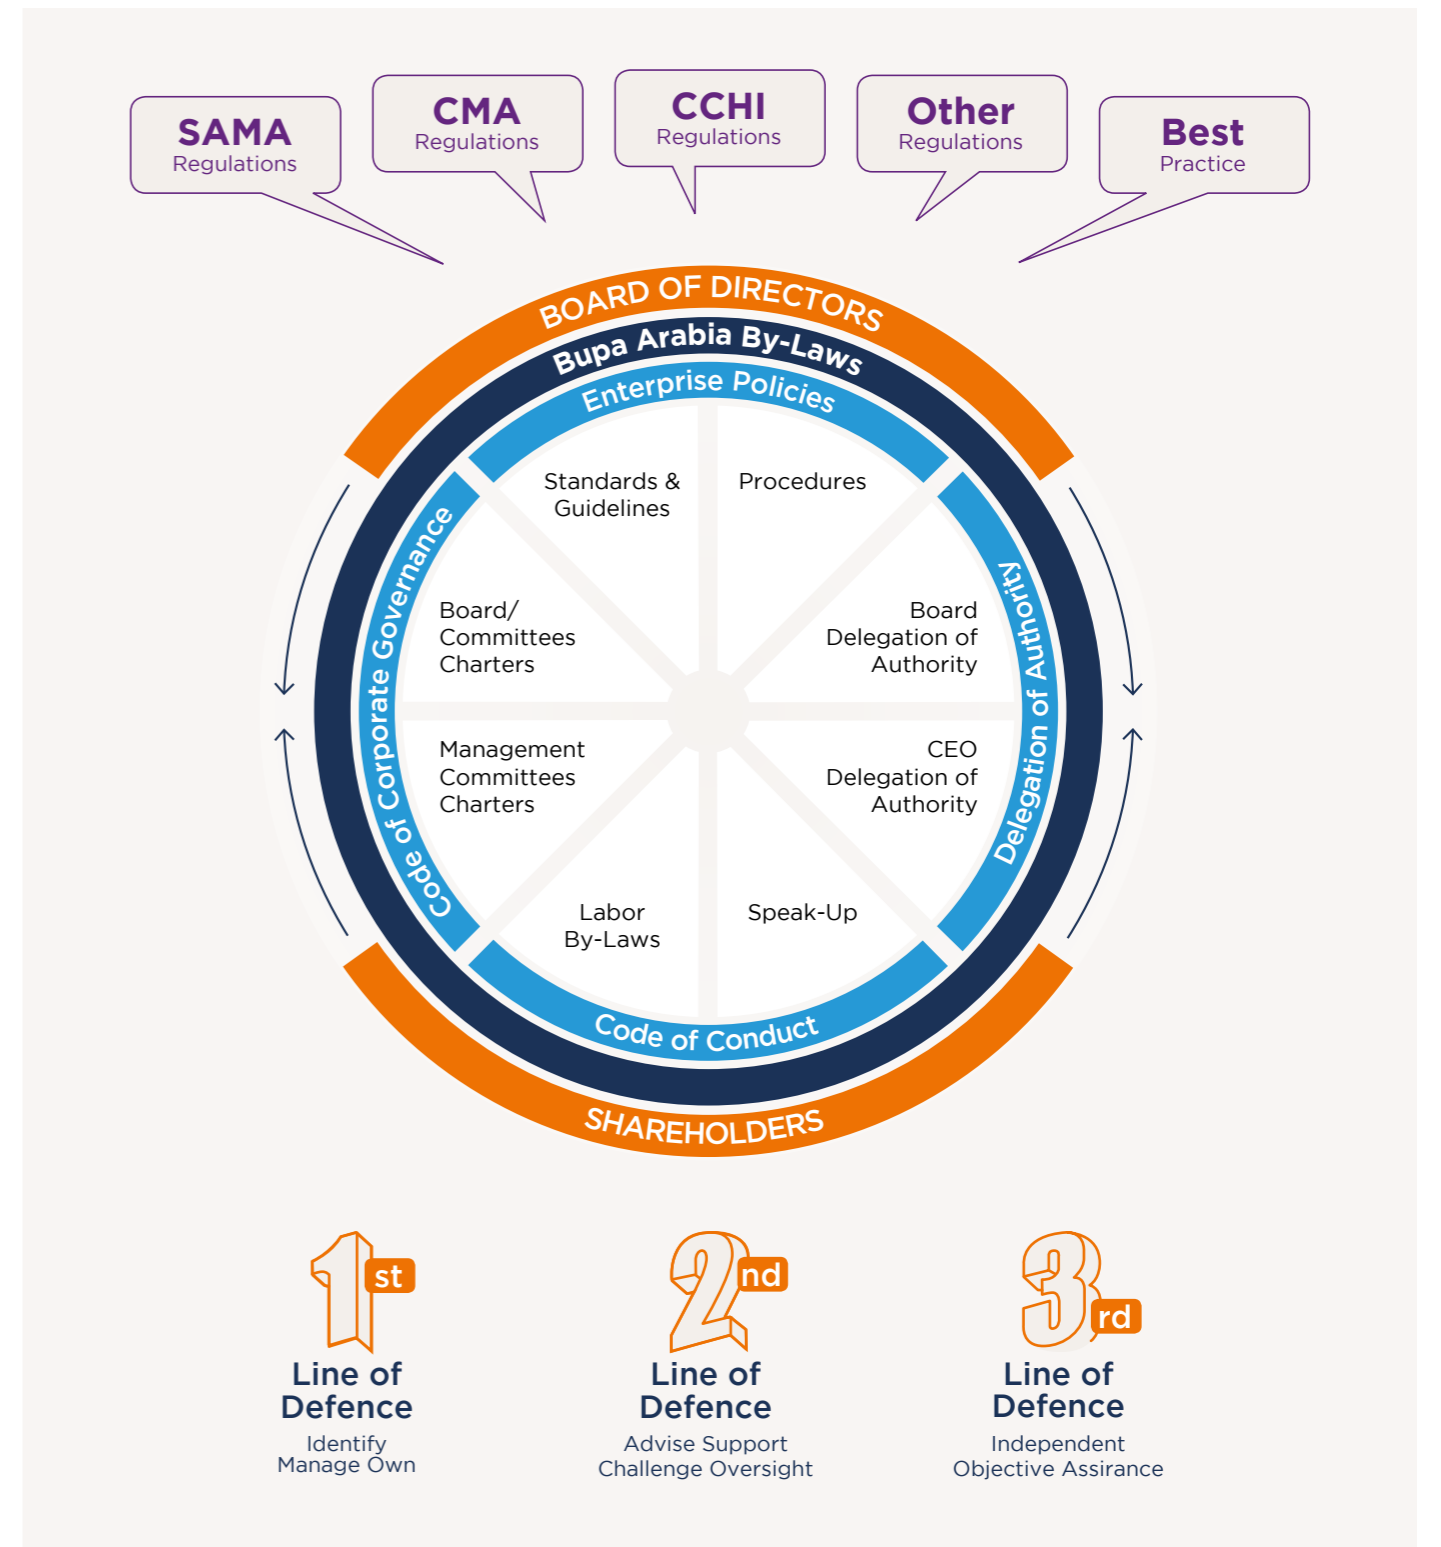 SAMA
Regulations
CMA
Regulations
CCHI
Regulations
Other
Regulations
Best
Practice
BOARD OF DIRECTORS
Bupa Arabia By-Laws
Enterprise Policies
Standards &
Guidelines
Procedures
Code of Corporate Governance
Board/
Committees
Charters
Board
Delegation of
Authority
Delegation of Authority
Management
Committees
Charters
CEO
Delegation of
Authority
Labor
By-Laws
Speak-Up
Code of Conduct
SHAREHOLDERS
1st
Line of
Defence
Identify
Manage Own
2nd
Line of
Defence
Advise Support
Challenge Oversight
3rd
Line of
Defence
Independent
Objective Assirance